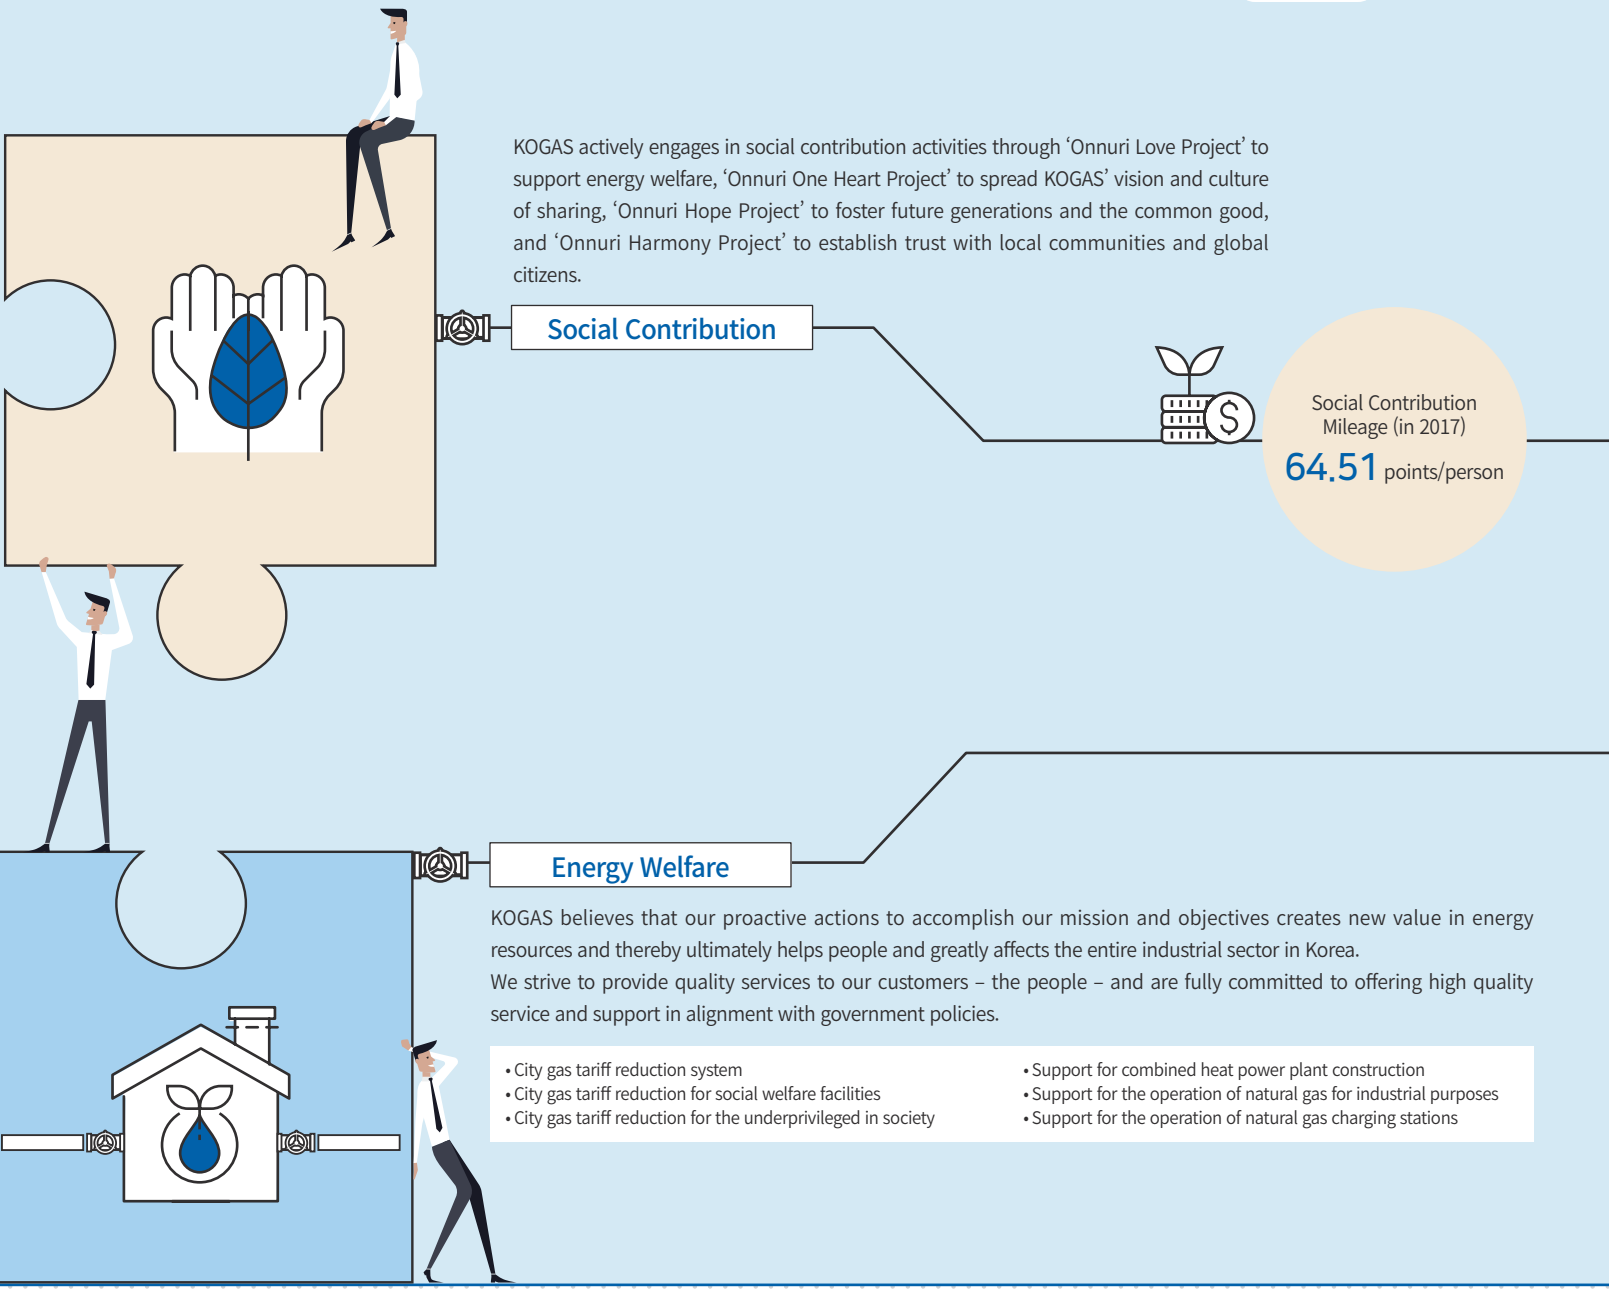 KOGAS actively engages in social contribution activities through ‘Onnuri Love Project’ to
support energy welfare, ‘Onnuri One Heart Project’ to spread KOGAS’ vision and culture
of sharing, ‘Onnuri Hope Project’ to foster future generations and the common good,
and ‘Onnuri Harmony Project’ to establish trust with local communities and global
citizens.
Social Contribution
Social Contribution
Mileage (in 2017)
64.51 points/person
Energy Welfare
KOGAS believes that our proactive actions to accomplish our mission and objectives creates new value in energy
resources and thereby ultimately helps people and greatly affects the entire industrial sector in Korea.
We strive to provide quality services to our customers – the people – and are fully committed to offering high quality
service and support in alignment with government policies.
• City gas tariff reduction system
• City gas tariff reduction for social welfare facilities
• City gas tariff reduction for the underprivileged in society
• Support for combined heat power plant construction
• Support for the operation of natural gas for industrial purposes
• Support for the operation of natural gas charging stations